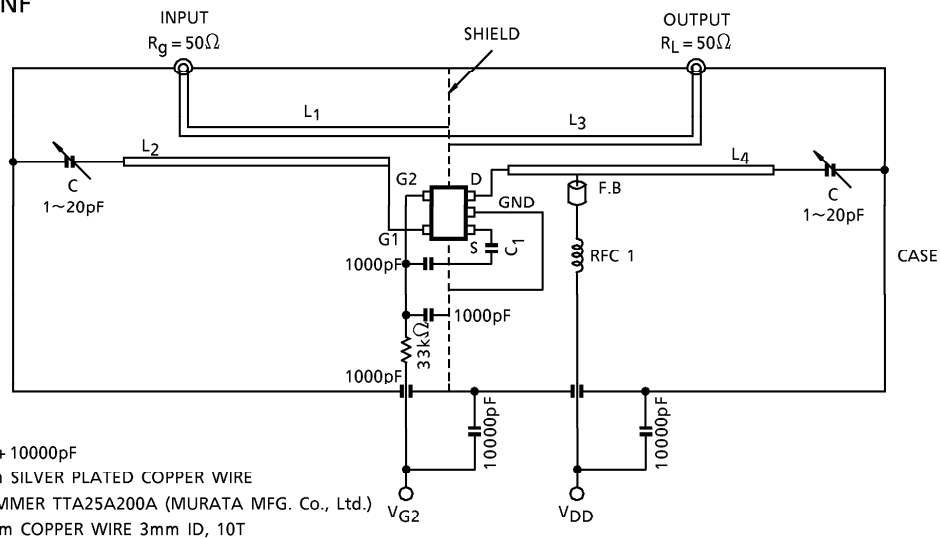 NF
INPUT
Rg = 50Ω
SHIELD
OUTPUT
RL = 50Ω
L1
L3
L2
L4
C
1~20pF
G2
D
F.B
C
1~20pF
GND
G1
S
C1
1000pF
RFC 1
CASE
1000pF
33kΩ
1000pF
10000pF
10000pF
+ 10000pF
SILVER PLATED COPPER WIRE
MMER TTA25A200A (MURATA MFG. Co., Ltd.)
VG2
VDD
m COPPER WIRE 3mm ID, 10T